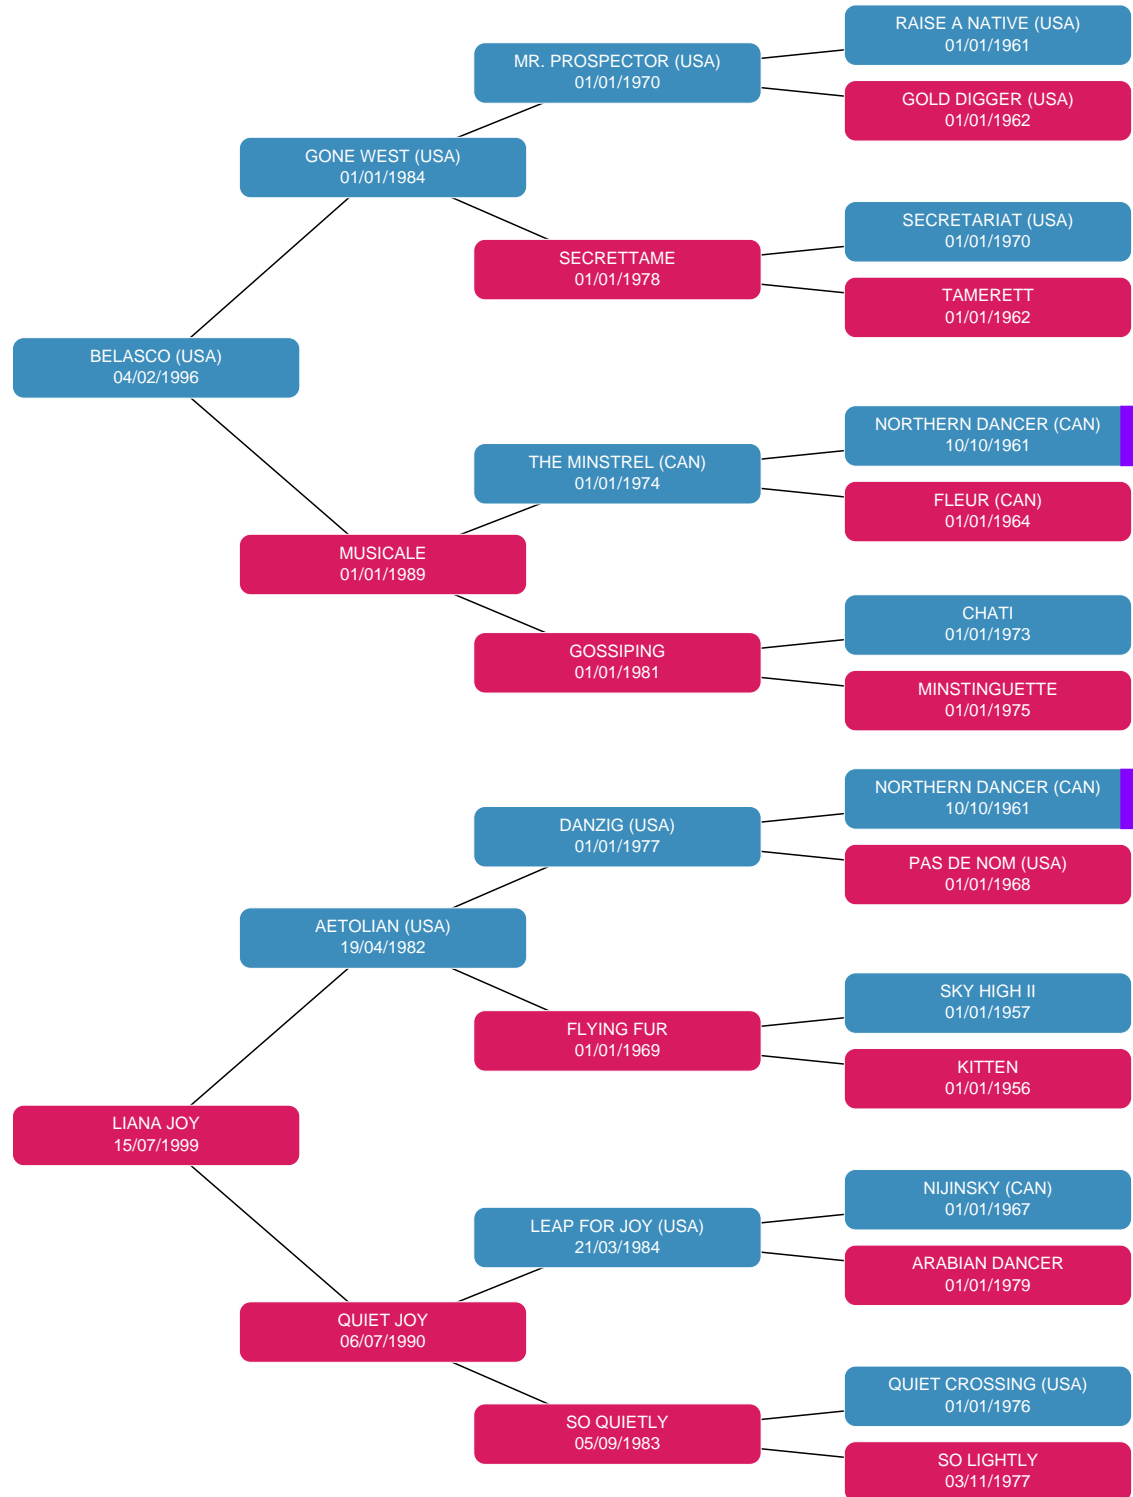 RAISE A NATIVE (USA)
01/01/1961
MR. PROSPECTOR (USA)
01/01/1970
GOLD DIGGER (USA)
01/01/1962
GONE WEST (USA)
01/01/1984
SECRETARIAT (USA)
01/01/1970
SECRETTAME
01/01/1978
TAMERETT
01/01/1962
BELASCO (USA)
04/02/1996
NORTHERN DANCER (CAN)
10/10/1961
THE MINSTREL (CAN)
01/01/1974
FLEUR (CAN)
01/01/1964
MUSICALE
01/01/1989
CHATI
01/01/1973
GOSSIPING
01/01/1981
MINSTINGUETTE
01/01/1975
NORTHERN DANCER (CAN)
10/10/1961
DANZIG (USA)
01/01/1977
PAS DE NOM (USA)
01/01/1968
AETOLIAN (USA)
19/04/1982
SKY HIGH II
01/01/1957
FLYING FUR
01/01/1969
KITTEN
01/01/1956
LIANA JOY
15/07/1999
NIJINSKY (CAN)
01/01/1967
LEAP FOR JOY (USA)
21/03/1984
ARABIAN DANCER
01/01/1979
QUIET JOY
06/07/1990
QUIET CROSSING (USA)
01/01/1976
SO QUIETLY
05/09/1983
SO LIGHTLY
03/11/1977